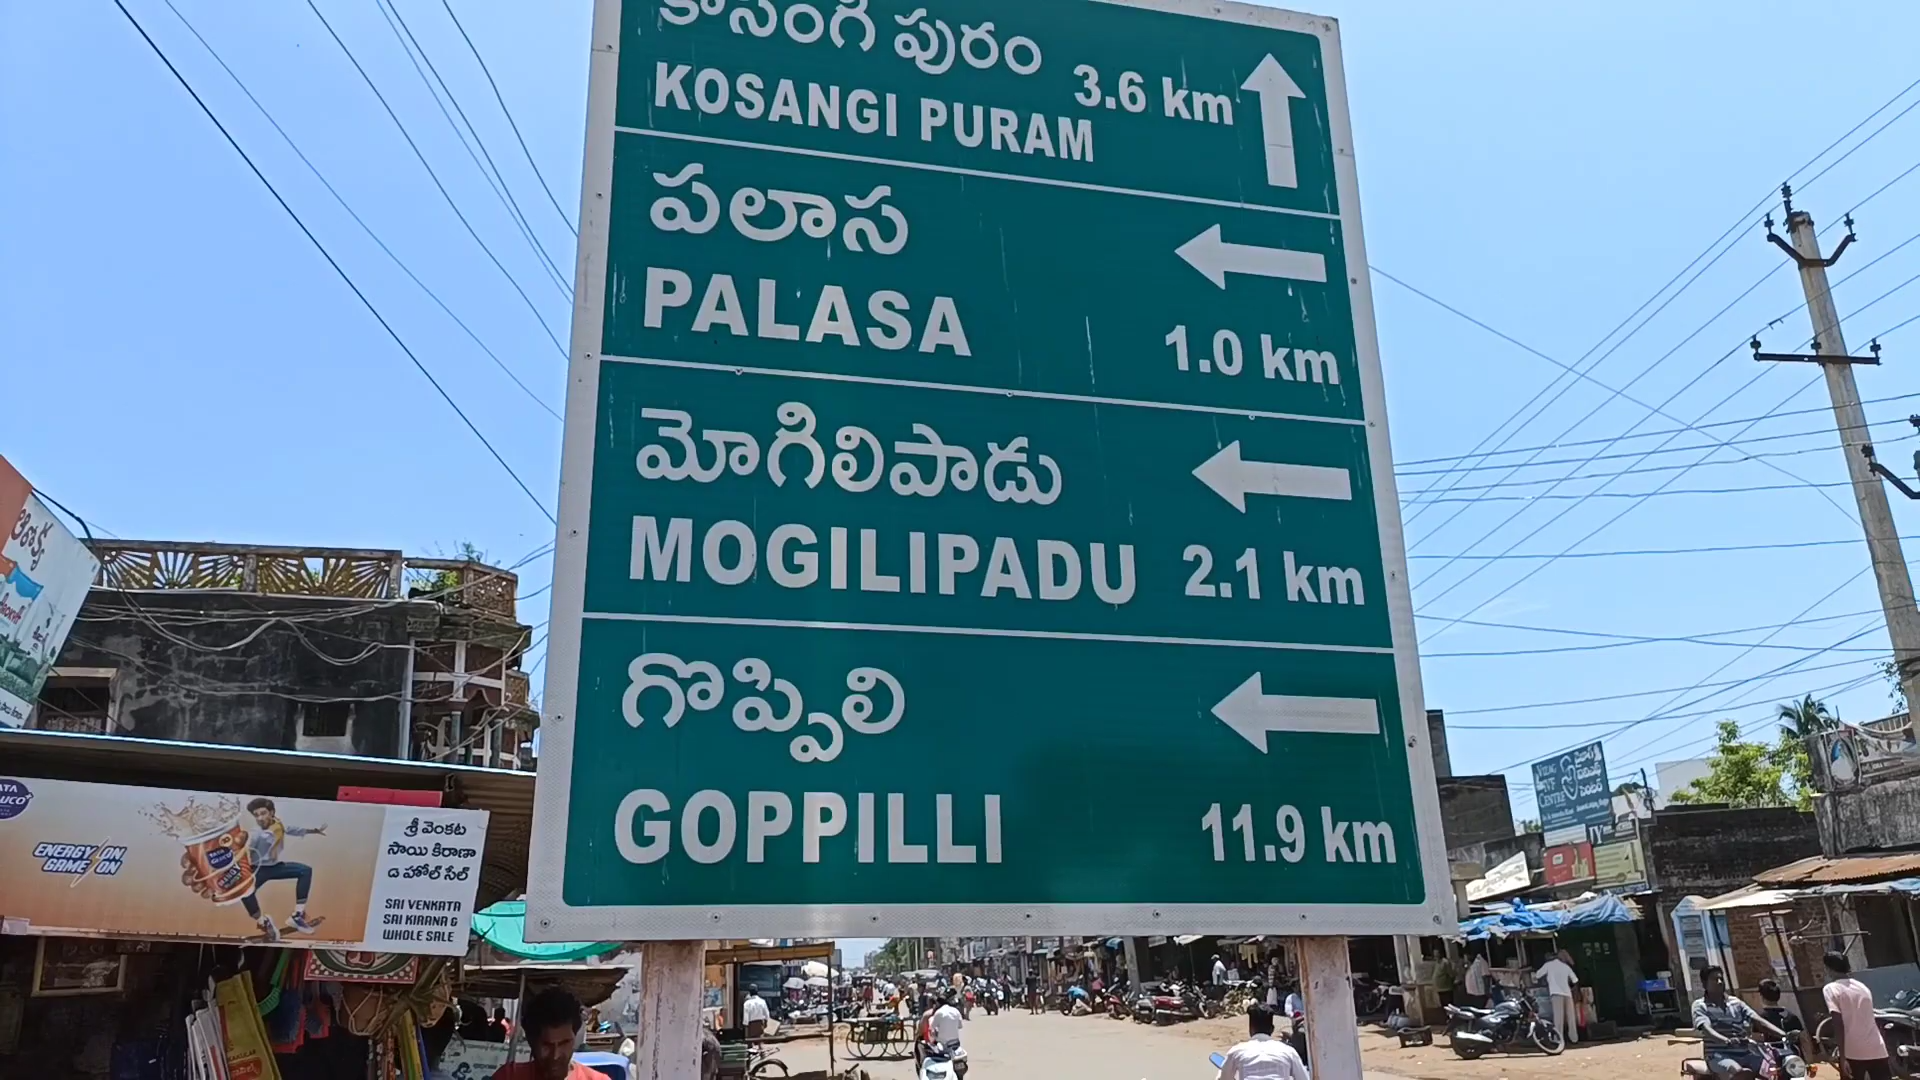 కోసంగి పురం
KOSANGI PURAM 3.6 km
పలాస
PALASA 1.0 km
మోగిలిపాడు
MOGILIPADU 2.1 km
గొప్పిలి
GOPPILLI 11.9 km
ENERGY ON
GAME ON
శ్రీ వెంకట
సాయి కిరాణా
హోల్ సేల్
SRI VENKATA
SRI KIRANA &
WHOLE SALE